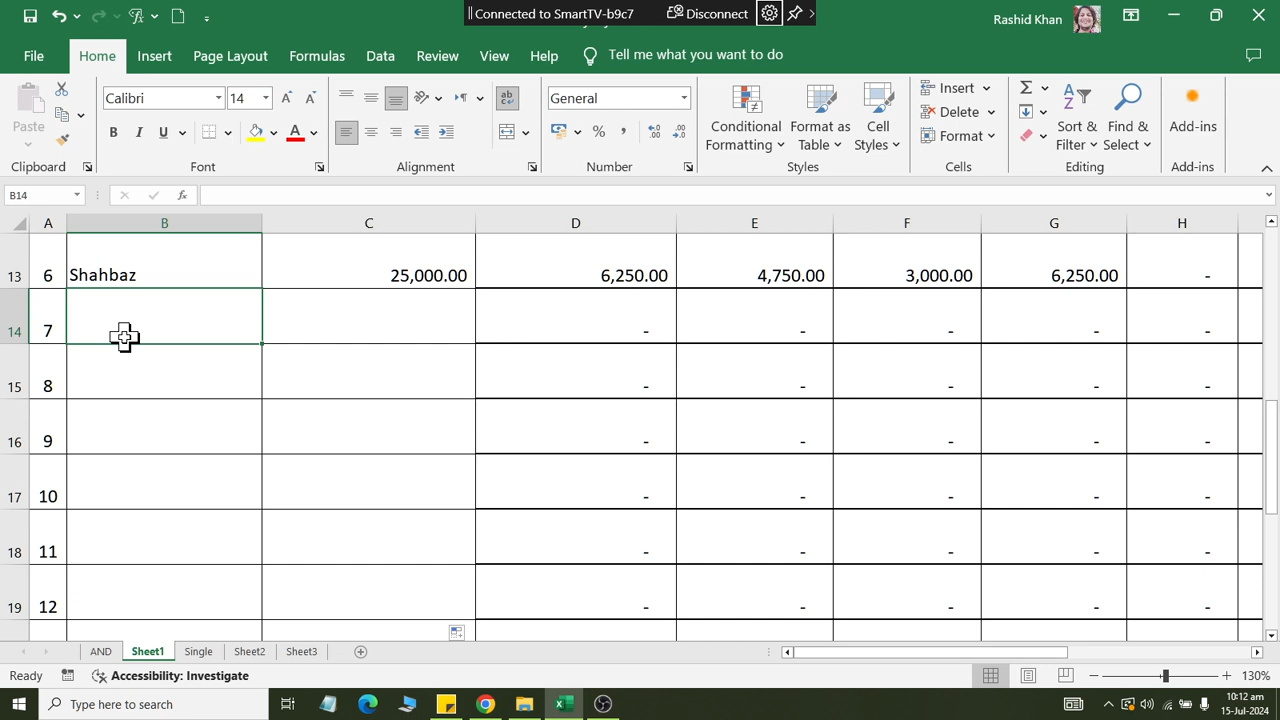 Connected to SmartTV-b9c7 Disconnect
Rashid Khan
File Home Insert Page Layout Formulas Data Review View Help Tell me what you want to do
Paste
Calibri 14
B I U A
ab
General
% ,
Conditional Formatting
Format as Table
Cell Styles
Insert
Delete
Format
Sort & Filter
Find & Select
Add-ins
Clipboard Font Alignment Number Styles Cells Editing Add-ins
B14 fx
A B C D E F G H
13 6 Shahbaz 25,000.00 6,250.00 4,750.00 3,000.00 6,250.00 -
14 7 - - - - -
15 8 - - - - -
16 9 - - - - -
17 10 - - - - -
18 11 - - - - -
19 12 - - - - -
AND Sheet1 Single Sheet2 Sheet3
Ready Accessibility: Investigate 130%
Type here to search
10:12 am
15-Jul-2024